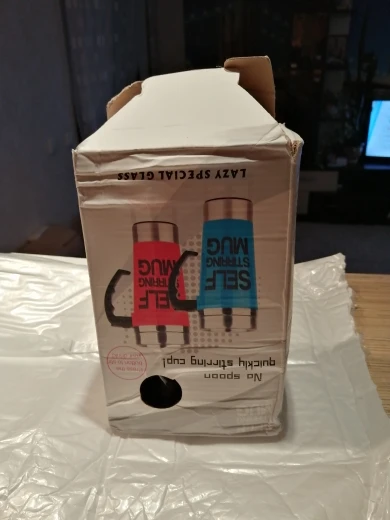 No spoon
quickly stirring cup!
SELF
STIRRING
MUG
SELF
STIRRING
MUG
LAZY SPECIAL GLASS